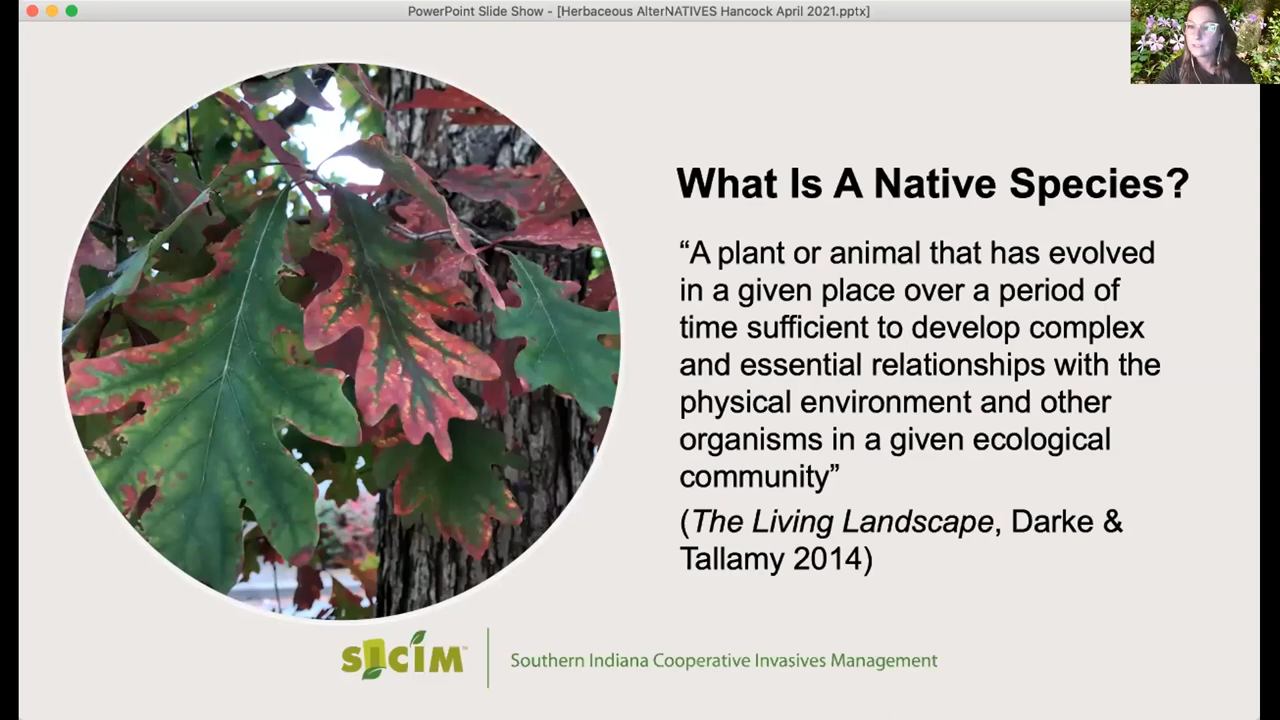 PowerPoint Slide Show - [Herbaceous AlterNATIVES Hancock April 2021.pptx]
What Is A Native Species?
“A plant or animal that has evolved
in a given place over a period of
time sufficient to develop complex
and essential relationships with the
physical environment and other
organisms in a given ecological
community”
(The Living Landscape, Darke &
Tallamy 2014)
SICIM™
Southern Indiana Cooperative Invasives Management